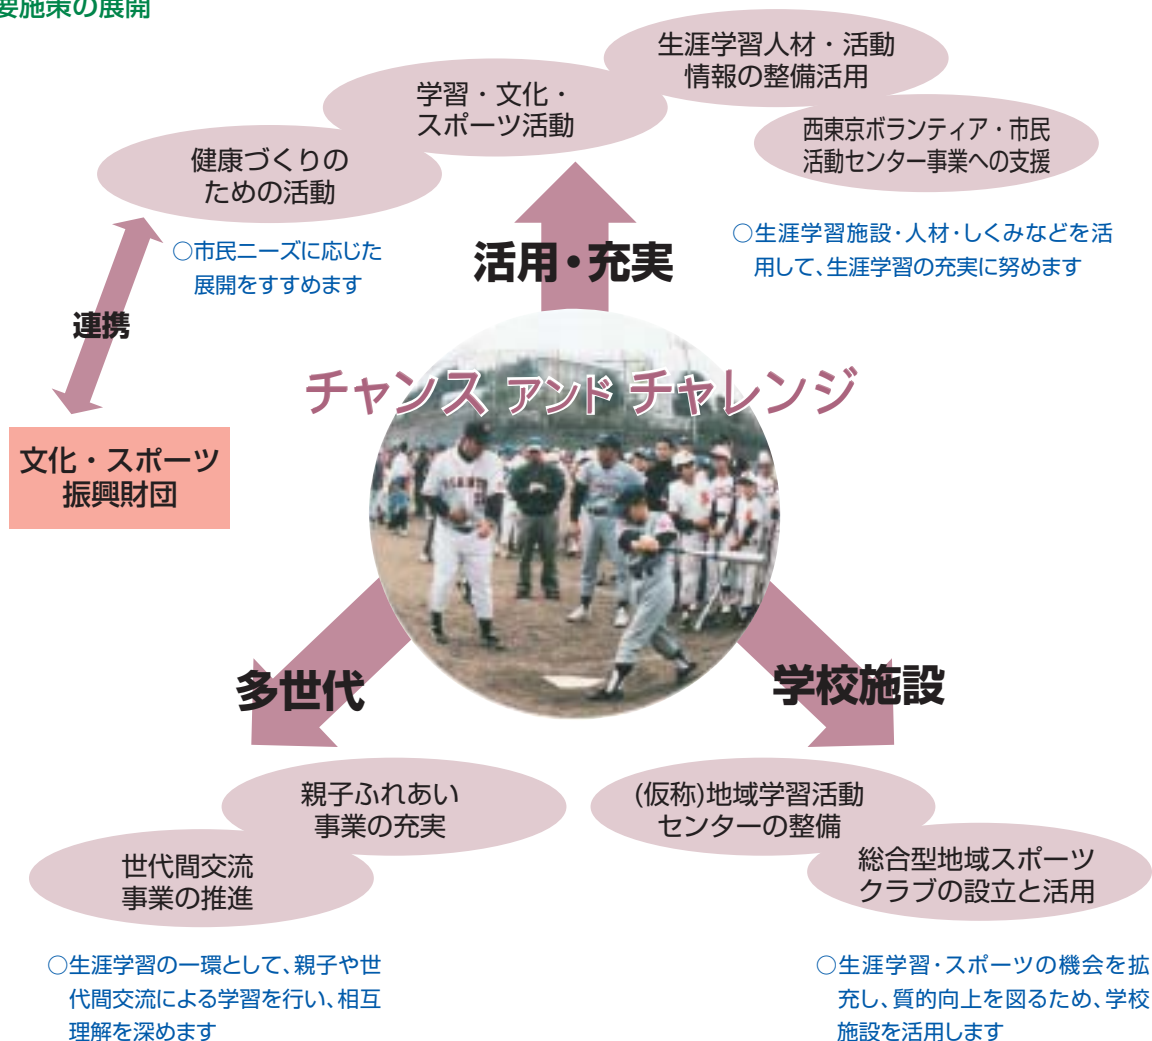 要施策の展開
生涯学習人材・活動
情報の整備活用
学習・文化・
スポーツ活動
西東京ボランティア・市民
活動センター事業への支援
健康づくりの
ための活動
○市民ニーズに応じた
展開をすすめます
活用・充実
○生涯学習施設・人材・しくみなどを活
用して、生涯学習の充実に努めます
連携
チャンス アンド チャレンジ
文化・スポーツ
振興財団
多世代
学校施設
親子ふれあい
事業の充実
(仮称)地域学習活動
センターの整備
世代間交流
事業の推進
総合型地域スポーツ
クラブの設立と活用
○生涯学習の一環として、親子や世
代間交流による学習を行い、相互
理解を深めます
○生涯学習・スポーツの機会を拡
充し、質的向上を図るため、学校
施設を活用します